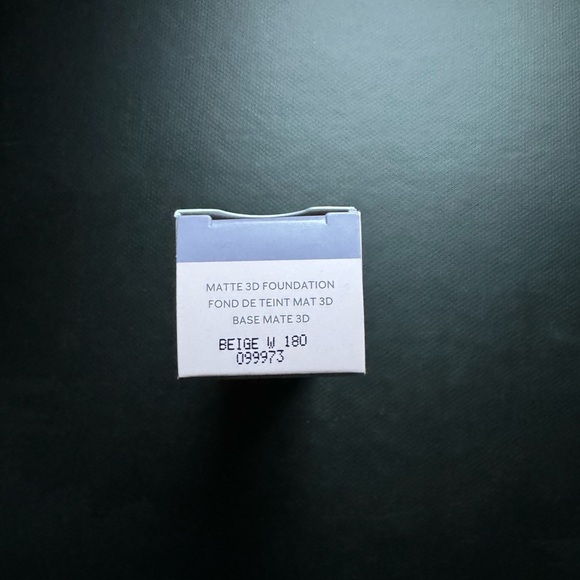 MATTE 3D FOUNDATION
FOND DE TEINT MAT 3D
BASE MATE 3D
BEIGE W 180
099973